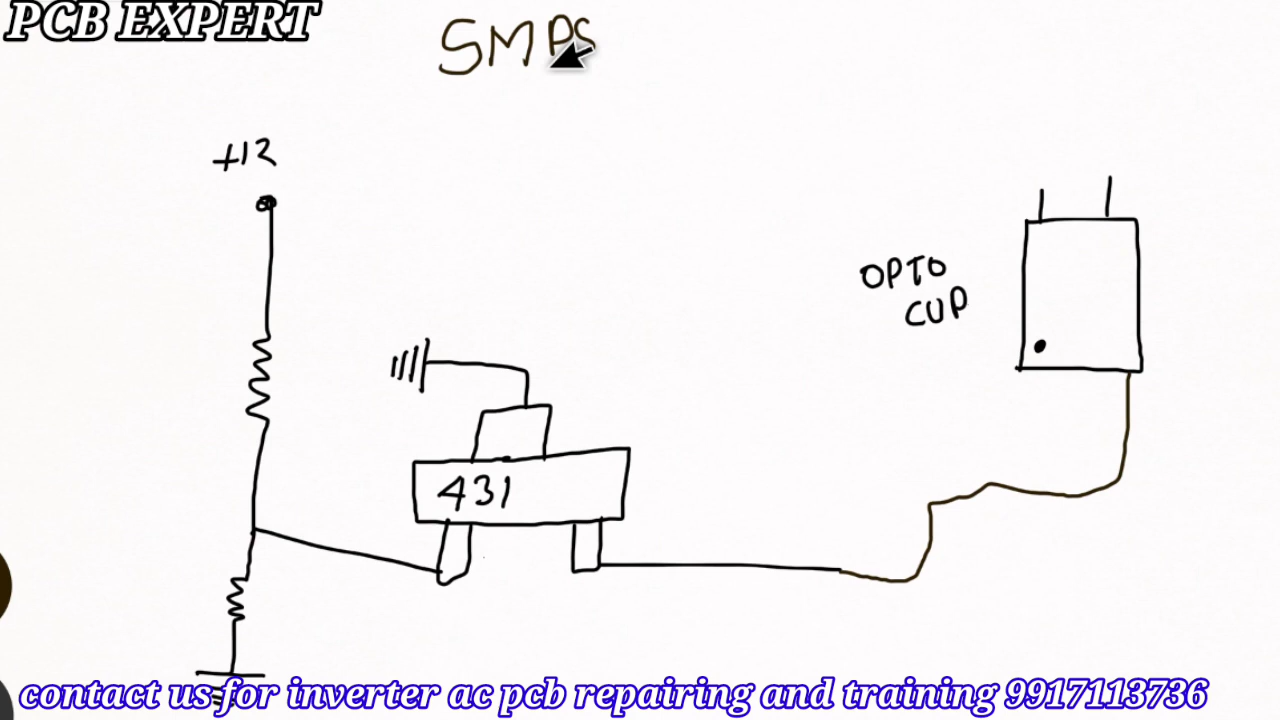 PCB EXPERT
SMPS
+12
OPTO
CUP
431
contact us for inverter ac pcb repairing and training 9917113736